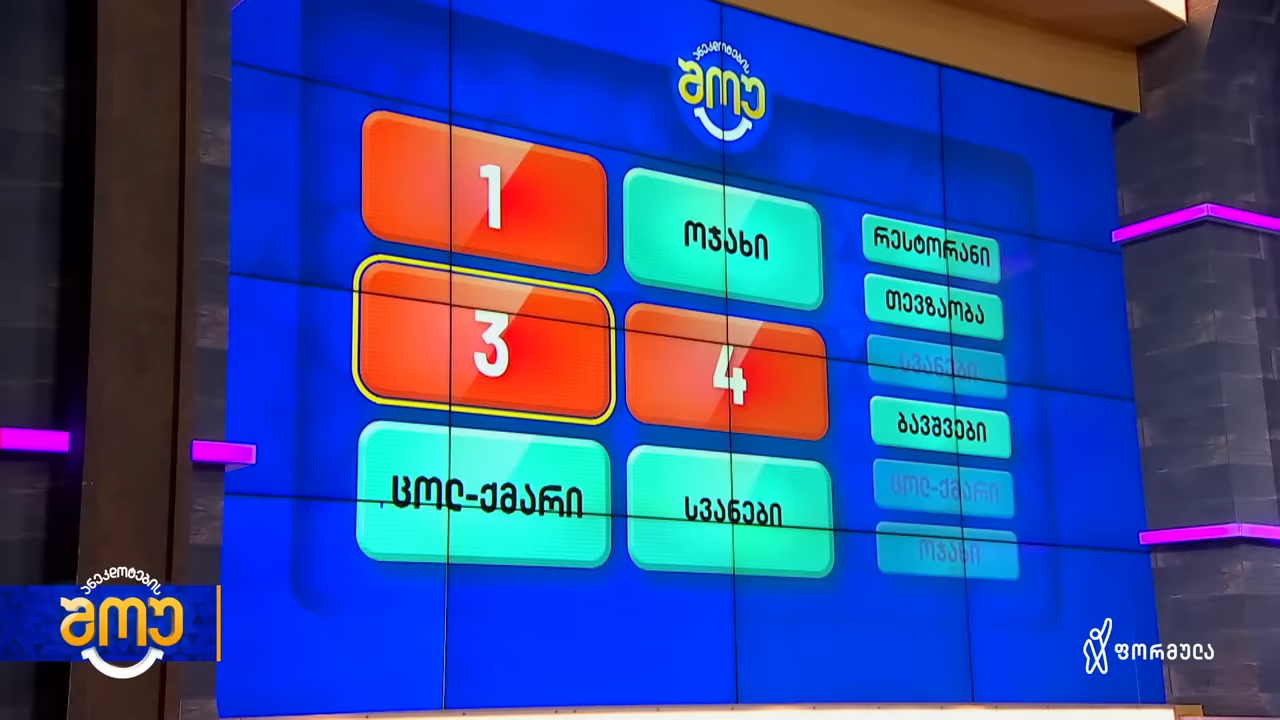 ანეკდოტების
შოუ
1
ოჯახი
3
4
ცოლ-ქმარი
სვანები
რესტორანი
თევზაობა
სვანები
ბავშვები
ცოლ-ქმარი
ოჯახი
ანეკდოტების
შოუ
ფორმულა